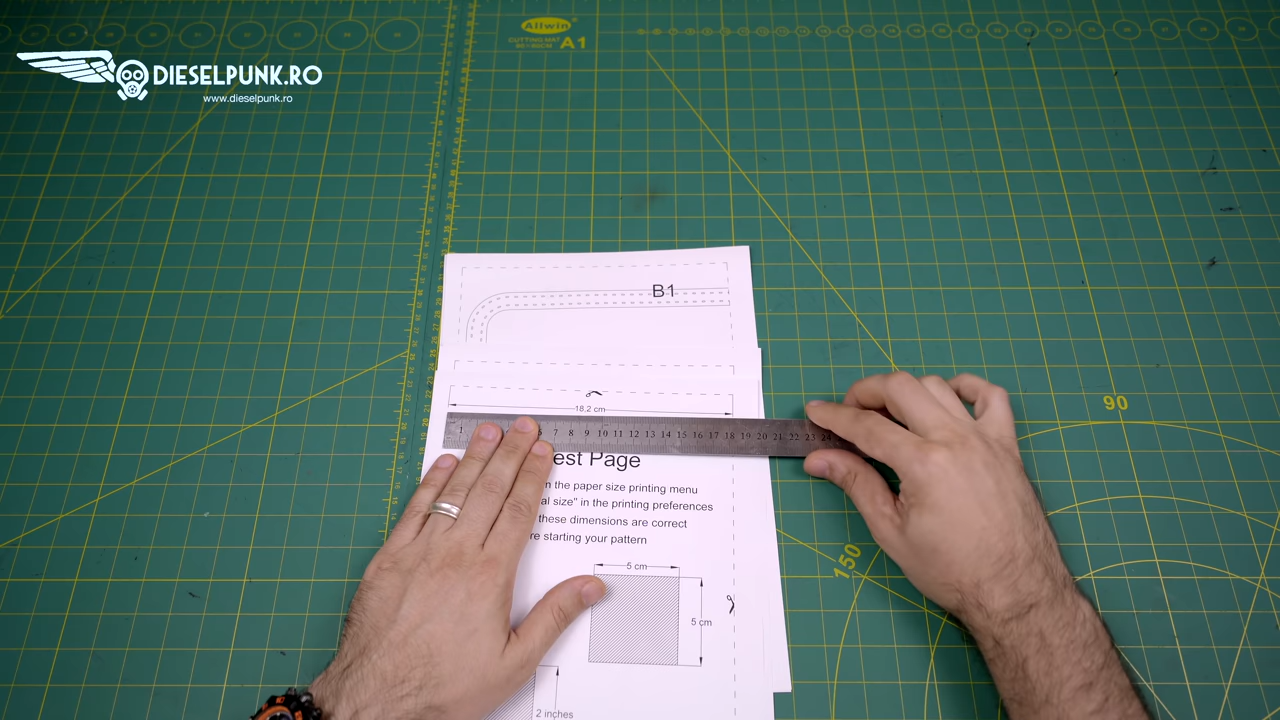 Allwin
CUTTING MAT
A1
DIESELPUNK.RO
www.dieselpunk.ro
B1
18,2 cm
1 7 8 9 10 11 12 13 14 15 16 17 18 19 20 21 22 23 24
est Page
n the paper size printing menu
al size" in the printing preferences
these dimensions are correct
re starting your pattern
5 cm
5 cm
2 inches
90
150